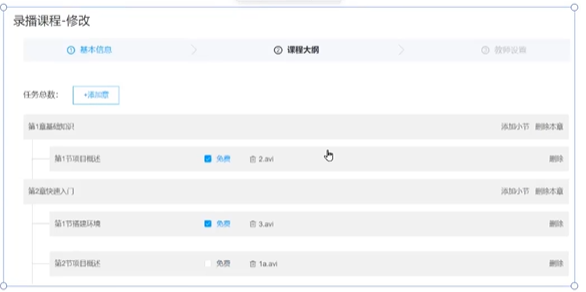 录播课程-修改
1 基本信息 2 课程大纲 3 教师设置
任务总数: +添加章
第1章基础知识 添加小节 删除本章
第1节项目概述 免费 2.avi 删除
第2章快速入门 添加小节 删除本章
第1节搭建环境 免费 3.avi 删除
第2节项目概述 免费 1a.avi 删除